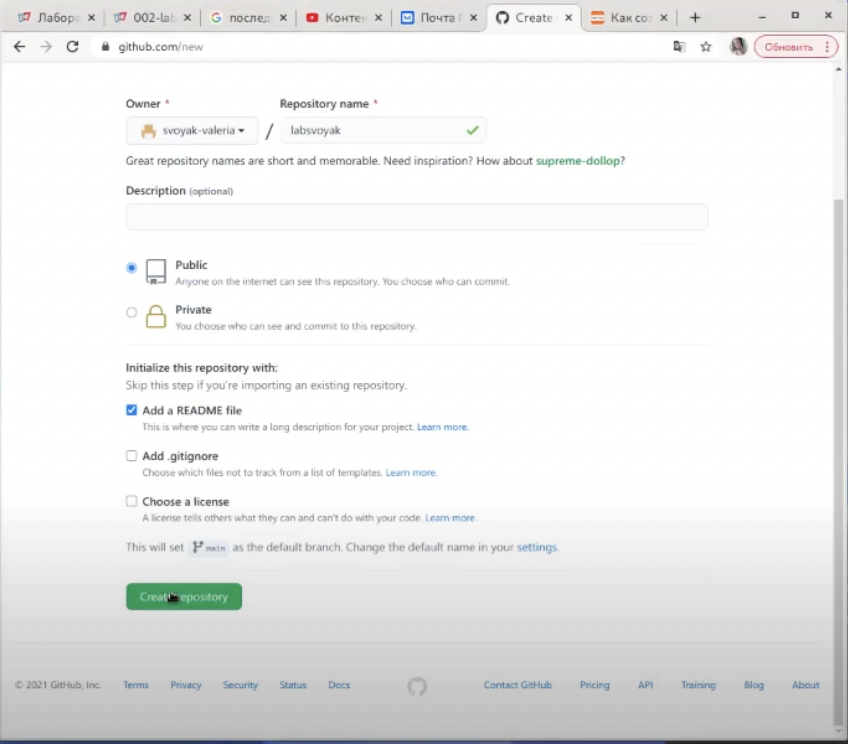 Лабор
002-lab
послед
Контен
Почта
Create
Как соз
github.com/new
Обновить
Owner *
Repository name *
svoyak-valeria
/
labsvoyak
Great repository names are short and memorable. Need inspiration? How about supreme-dollop?
Description (optional)
Public
Anyone on the internet can see this repository. You choose who can commit.
Private
You choose who can see and commit to this repository.
Initialize this repository with:
Skip this step if you're importing an existing repository.
Add a README file
This is where you can write a long description for your project. Learn more.
Add .gitignore
Choose which files not to track from a list of templates. Learn more.
Choose a license
A license tells others what they can and can't do with your code. Learn more.
This will set main as the default branch. Change the default name in your settings.
Create repository
© 2021 GitHub, Inc. Terms Privacy Security Status Docs Contact GitHub Pricing API Training Blog About